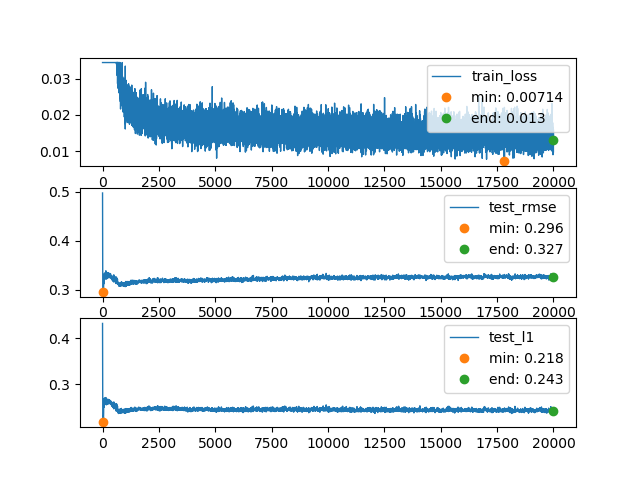 train_loss
min: 0.00714
end: 0.013
0.03
0.02
0.01
0 2500 5000 7500 10000 12500 15000 17500 20000
test_rmse
min: 0.296
end: 0.327
0.5
0.4
0.3
0 2500 5000 7500 10000 12500 15000 17500 20000
test_l1
min: 0.218
end: 0.243
0.4
0.3
0 2500 5000 7500 10000 12500 15000 17500 20000